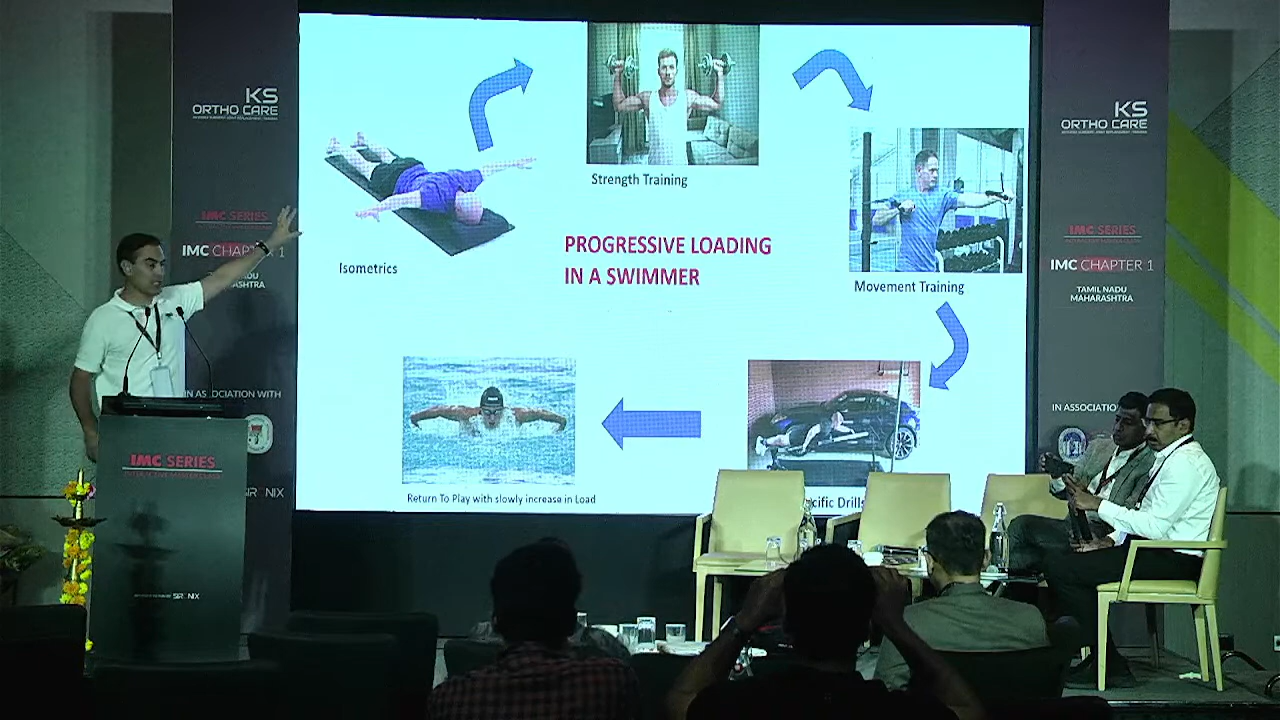 KS
ORTHO CARE
IMC SERIES
IMC CHAPTER 1
IN ASSOCIATION WITH
IMC SERIES
Strength Training
Isometrics
PROGRESSIVE LOADING
IN A SWIMMER
Movement Training
Return To Play with slowly increase in Load
cific Drill
KS
ORTHO CARE
IMC SERIES
IMC CHAPTER 1
TAMIL NADU
MAHARASHTRA
IN ASSOCIATIO